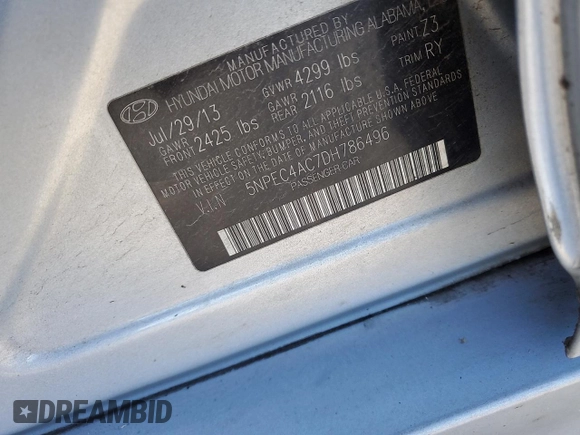 MANUFACTURED BY
HYUNDAI MOTOR MANUFACTURING ALABAMA,
Jul/29/13 GVWR 4299 lbs PAINT Z3
GAWR FRONT 2425 lbs GAWR REAR 2116 lbs TRIM RY
THIS VEHICLE CONFORMS TO ALL APPLICABLE U.S.A. FEDERAL
MOTOR VEHICLE SAFETY, BUMPER, AND THEFT PREVENTION STANDARDS
IN EFFECT ON THE DATE OF MANUFACTURE SHOWN ABOVE
V.I.N 5NPEC4AC7DH786496
PASSENGER CAR
DREAMBID